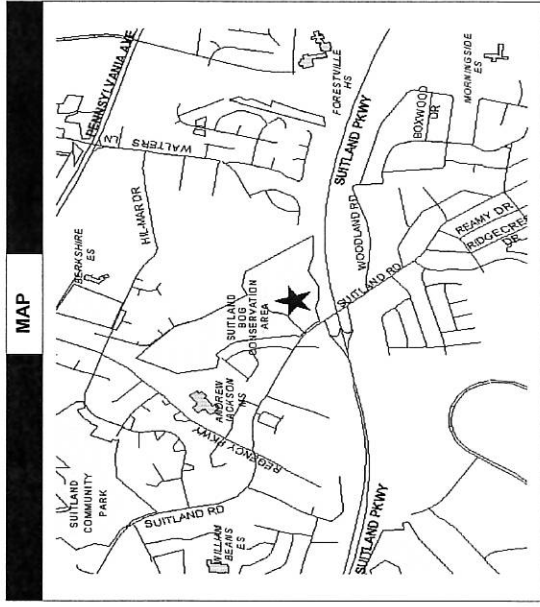 MAP
PENNSYLVANIA AVE
WALTERS
LN
HIL-MAR DR
BERKSHIRE
ES
FORESTVILLE
HS
SUITLAND PKWY
BOXWOOD
DR
MORNINGSIDE
ES
WOODLAND RD
REAMY DR
RIDGECREST
DR
SUITLAND RD
SUITLAND
BOG
CONSERVATION
AREA
ANDREW
JACKSON
MS
REGENCY PKWY
SUITLAND
COMMUNITY
PARK
SUITLAND RD
WILLIAM
BEANS
ES
SUITLAND PKWY